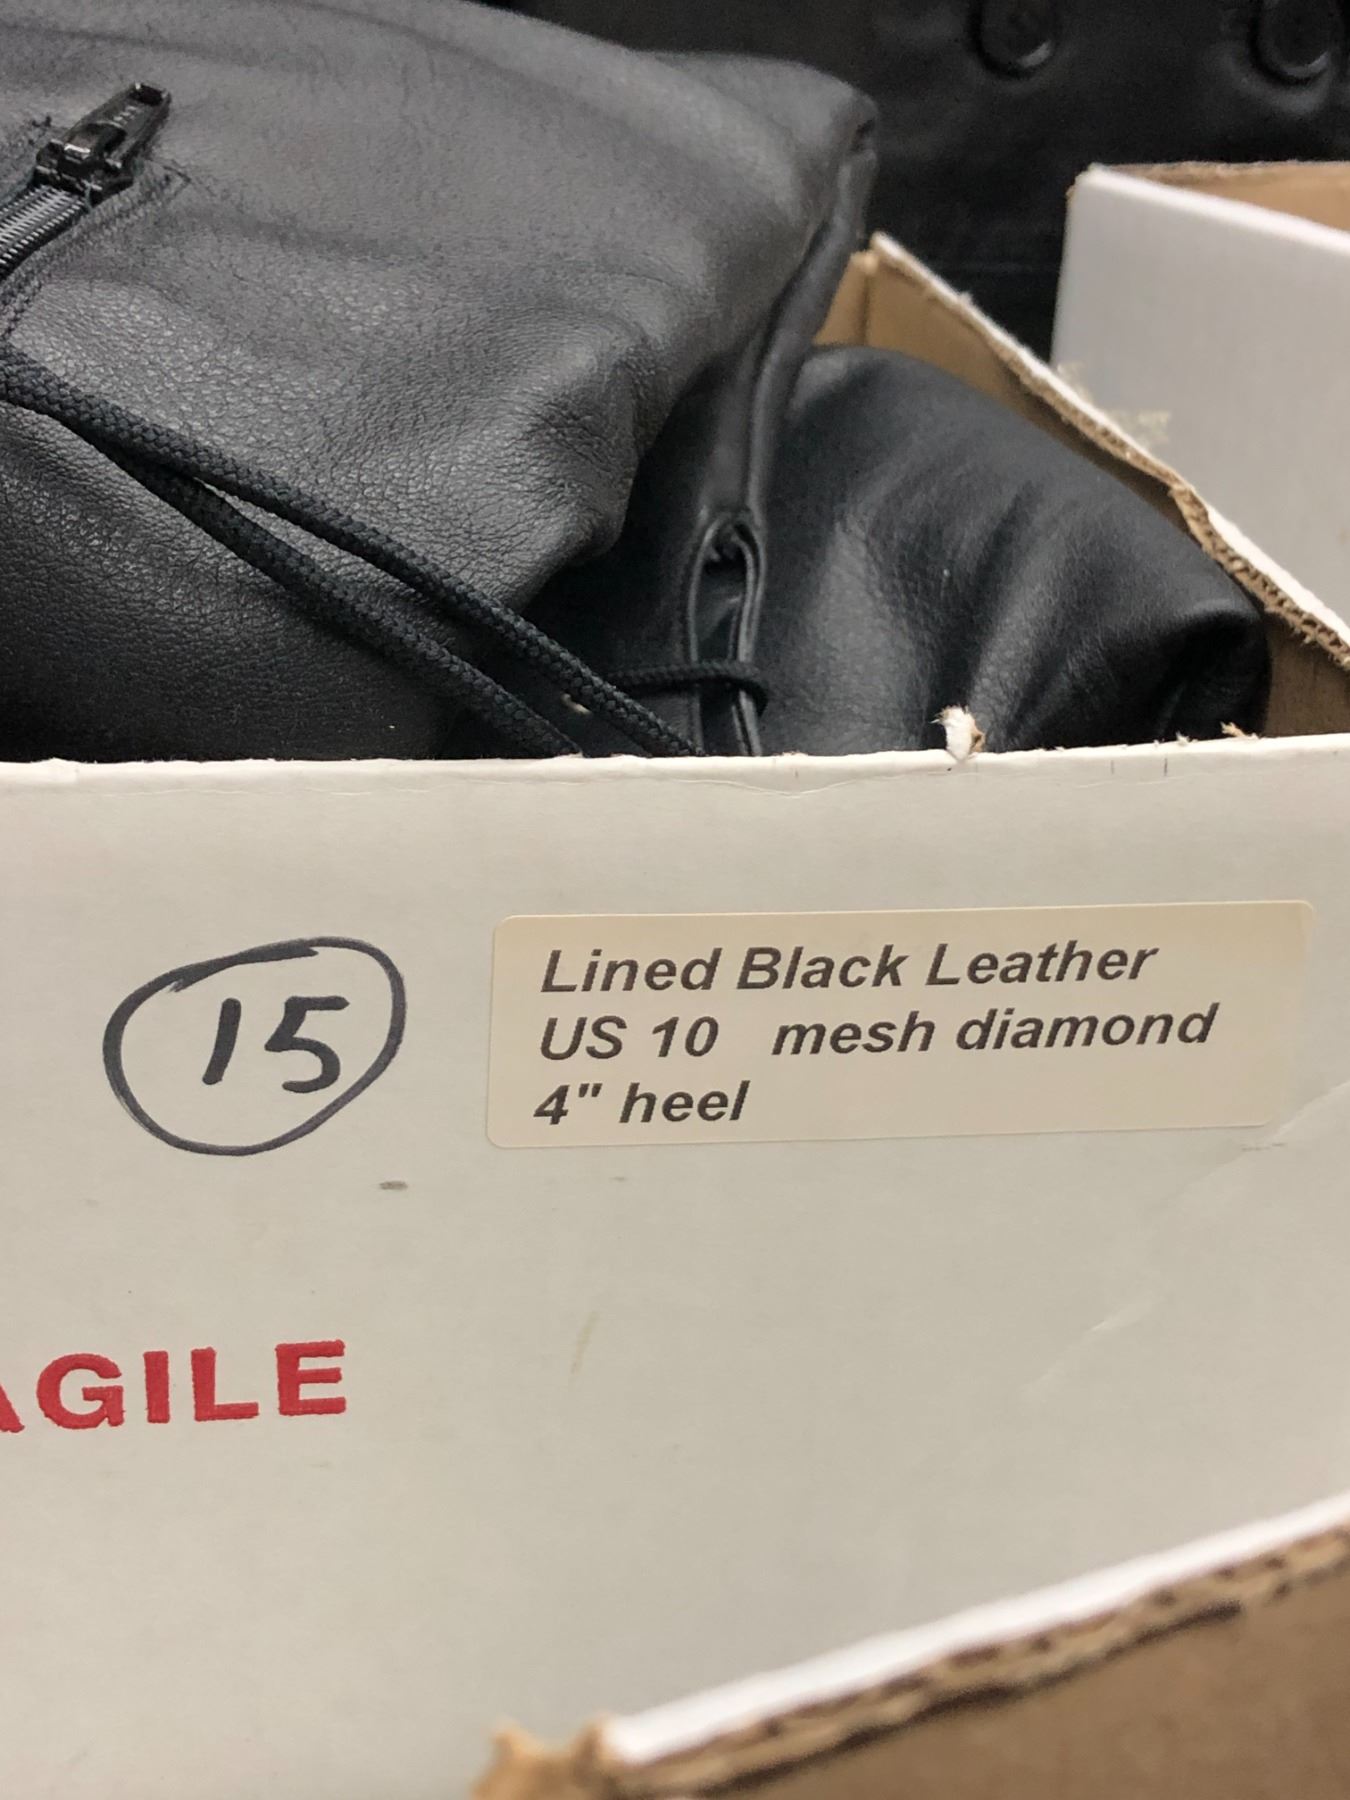 15
Lined Black Leather
US 10 mesh diamond
4" heel
AGILE